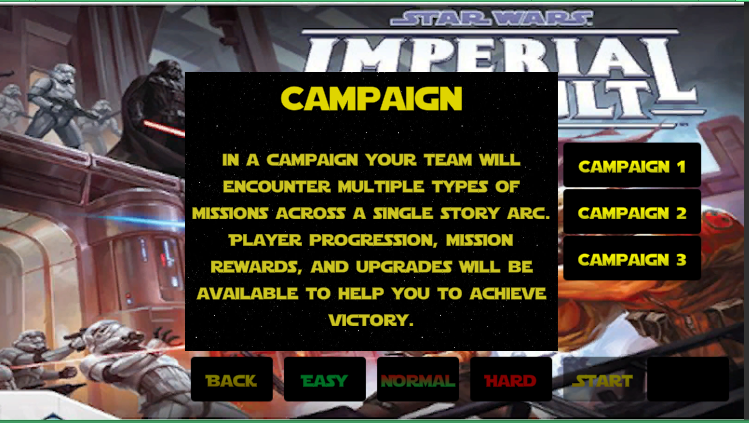 STAR WARS
IMPERIAL
ULT
CAMPAIGN
IN A CAMPAIGN YOUR TEAM WILL
ENCOUNTER MULTIPLE TYPES OF
MISSIONS ACROSS A SINGLE STORY ARC.
PLAYER PROGRESSION, MISSION
REWARDS, AND UPGRADES WILL BE
AVAILABLE TO HELP YOU TO ACHIEVE
VICTORY.
CAMPAIGN 1
CAMPAIGN 2
CAMPAIGN 3
BACK EASY NORMAL HARD START